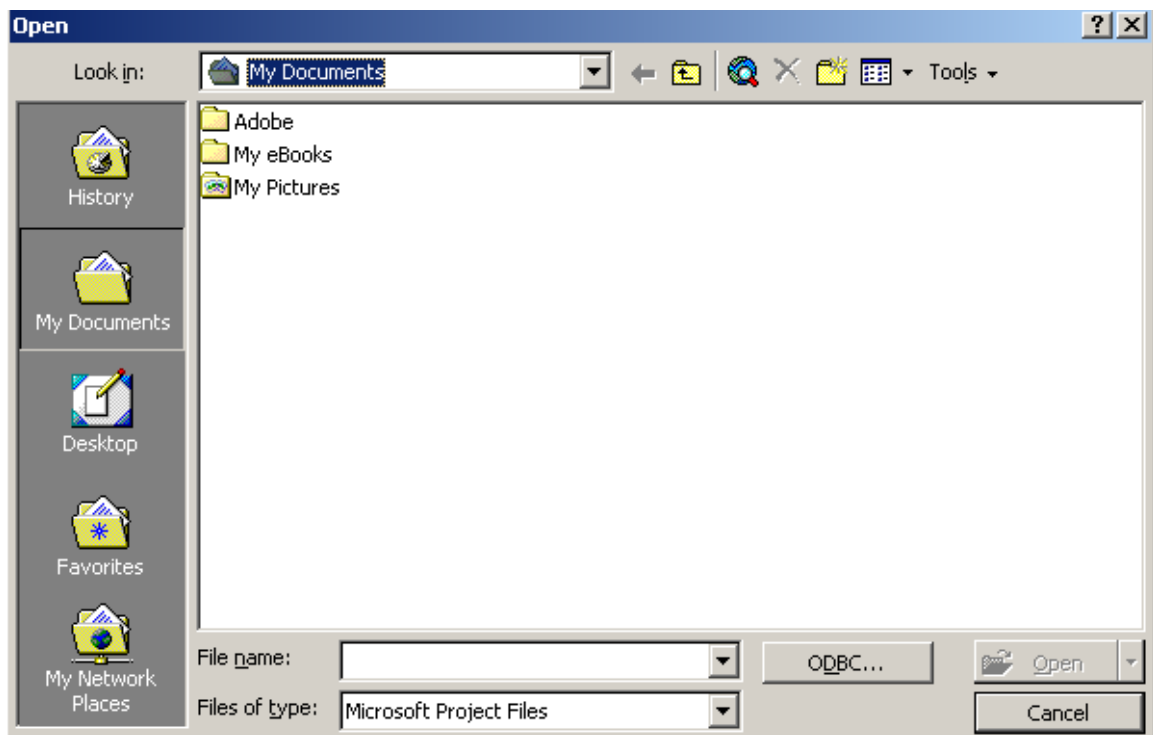 Open
Look in:
My Documents
Tools
History
My Documents
Desktop
Favorites
My Network
Places
Adobe
My eBooks
My Pictures
File name:
ODBC...
Open
Files of type:
Microsoft Project Files
Cancel